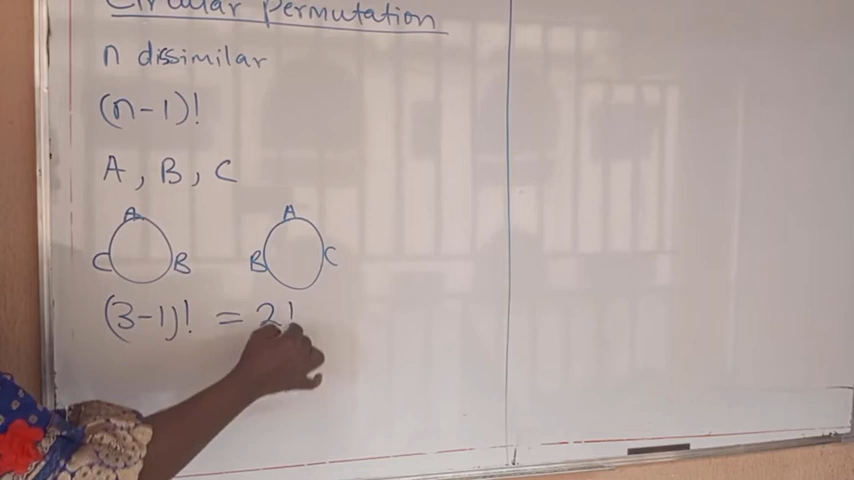 Circular Permutation
n dissimilar
(n-1)!
A, B, C
A A
C B B C
(3-1)! = 2!